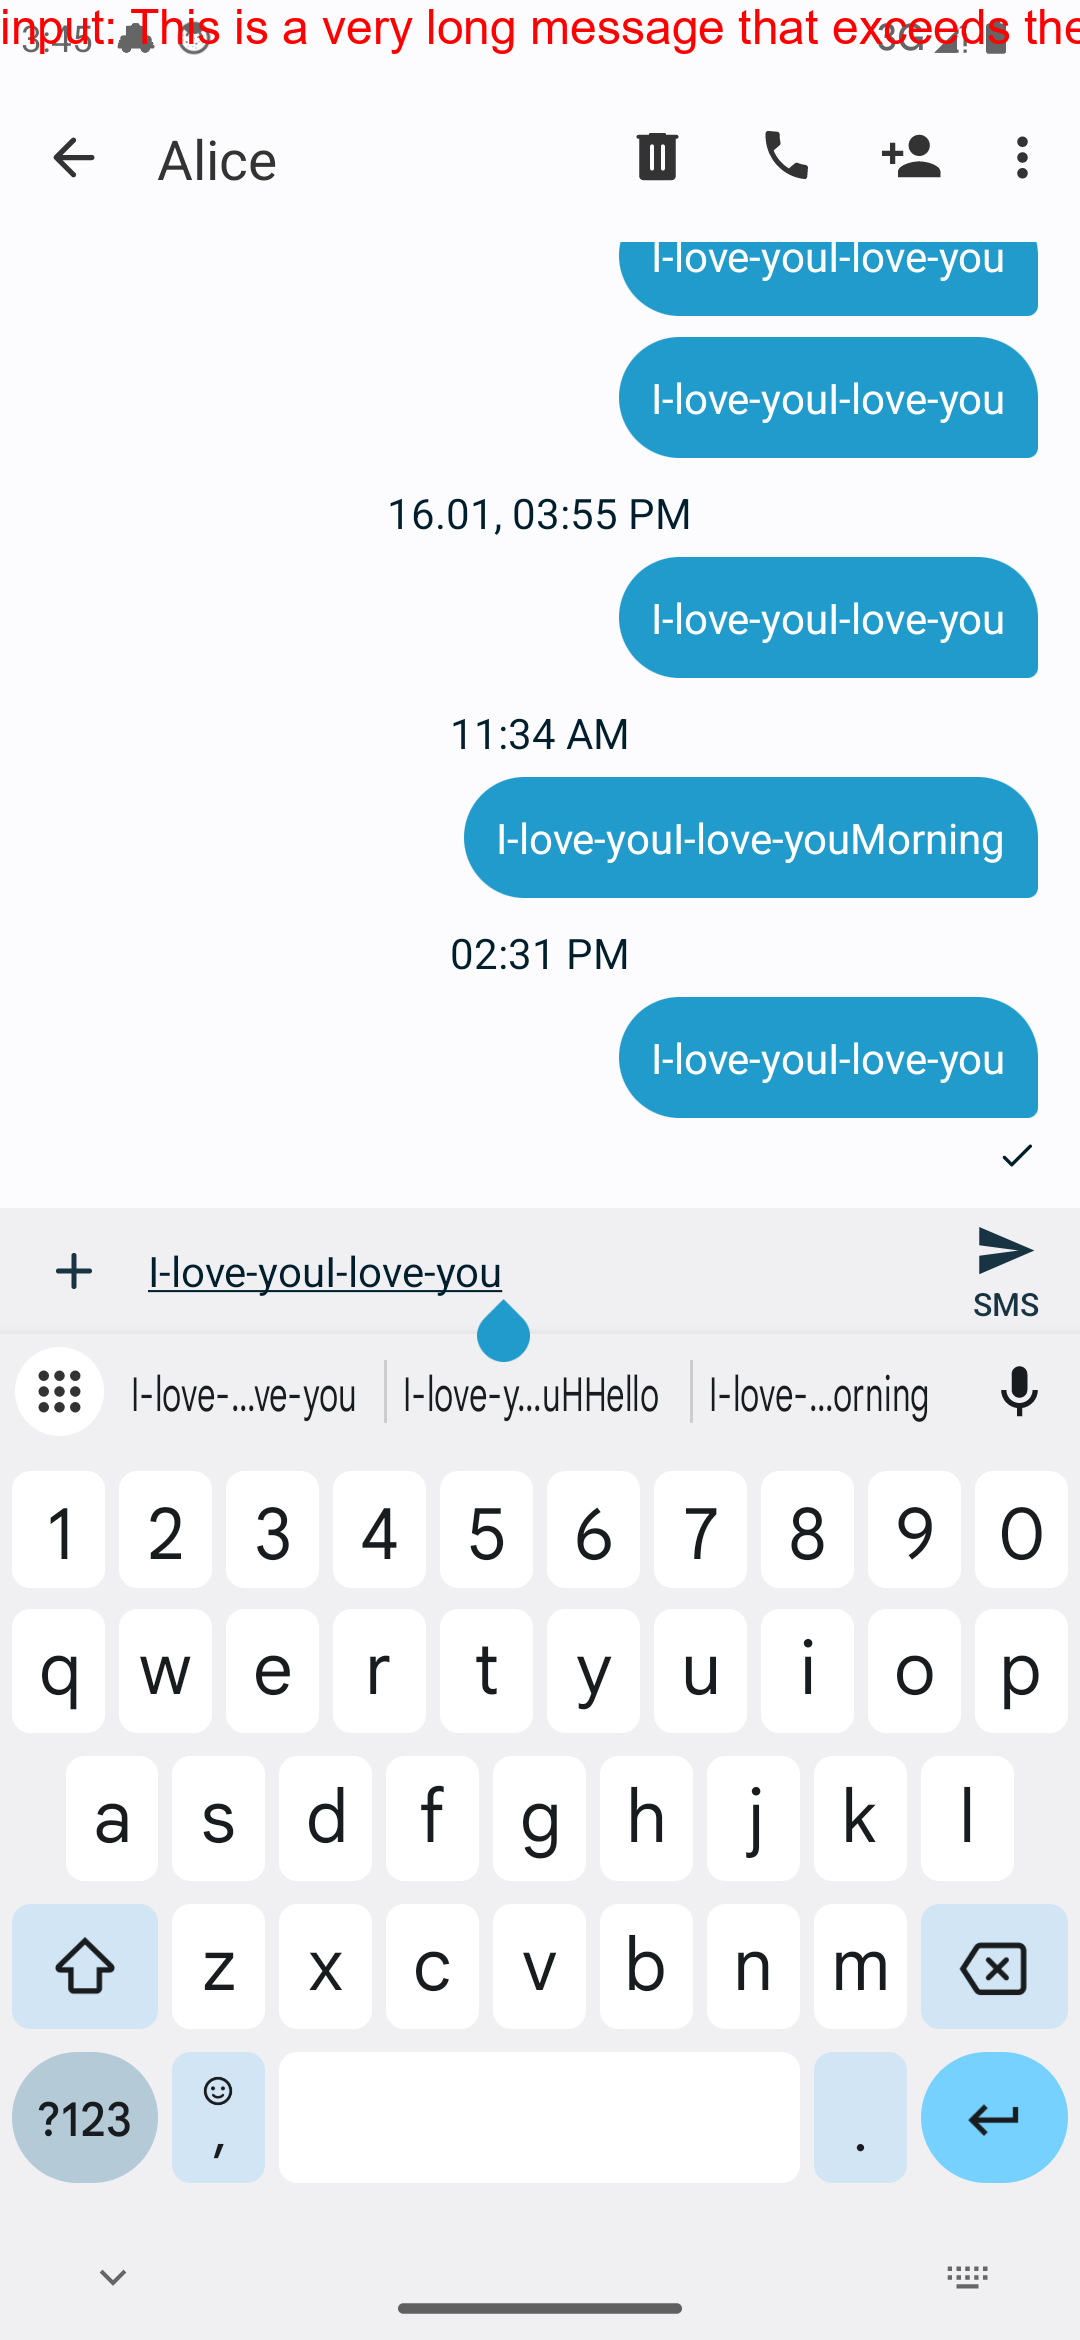 input: This is a very long message that exceeds the
3:45 3G
Alice
I-love-youI-love-you
I-love-youI-love-you
16.01, 03:55 PM
I-love-youI-love-you
11:34 AM
I-love-youI-love-youMorning
02:31 PM
I-love-youI-love-you
I-love-youI-love-you
SMS
I-love-...ve-you I-love-y...uHHello I-love-...orning
1 2 3 4 5 6 7 8 9 0
q w e r t y u i o p
a s d f g h j k l
z x c v b n m
?123 , .